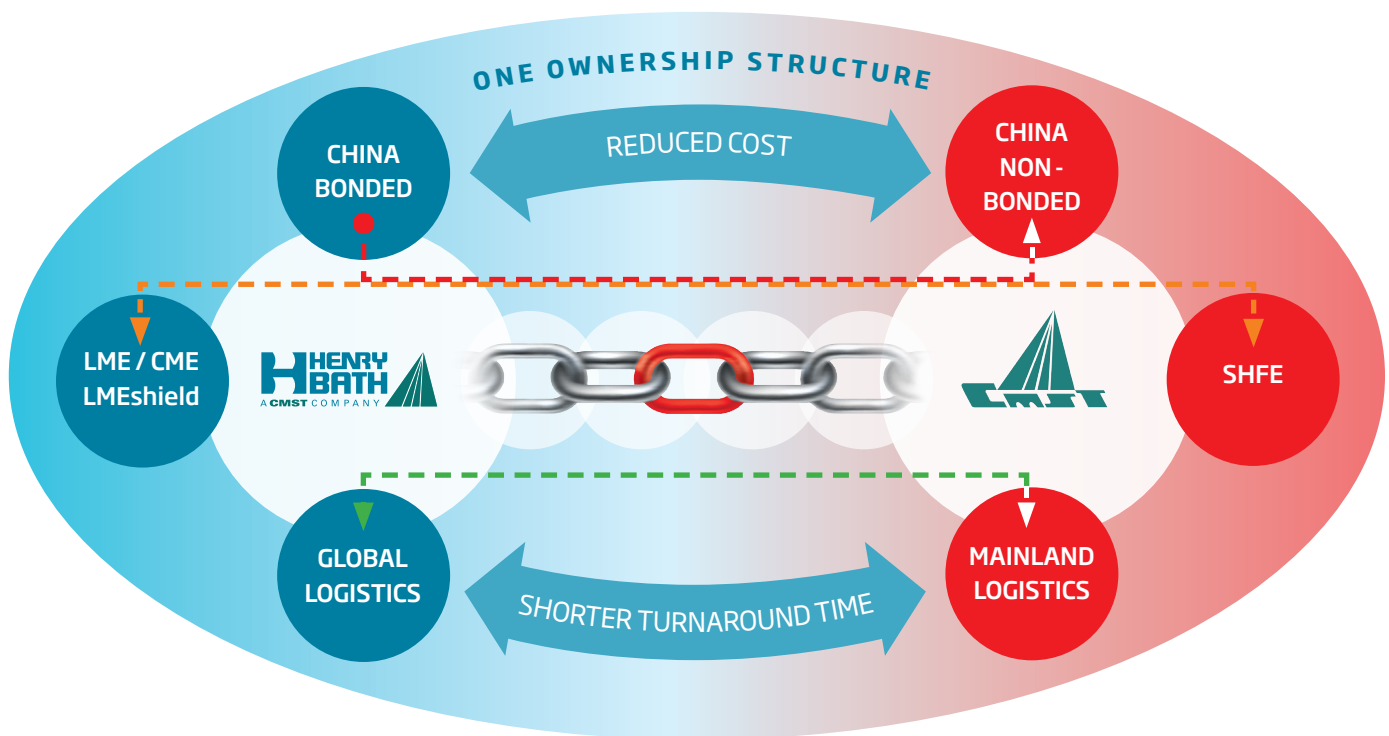 ONE OWNERSHIP STRUCTURE
REDUCED COST
CHINA
BONDED
CHINA
NON -
BONDED
LME / CME
LMEshield
HENRY
BATH
A CMST COMPANY
CMST
SHFE
GLOBAL
LOGISTICS
MAINLAND
LOGISTICS
SHORTER TURNAROUND TIME